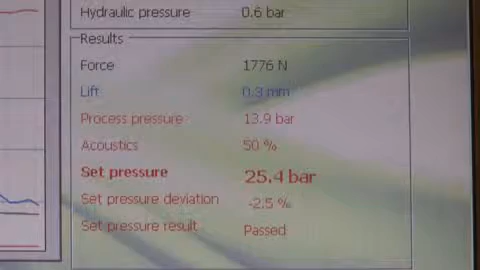 Hydraulic pressure 0.6 bar
Results
Force 1776 N
Lift 0.3 mm
Process pressure 13.9 bar
Acoustics 50 %
Set pressure 25.4 bar
Set pressure deviation -2.5 %
Set pressure result Passed